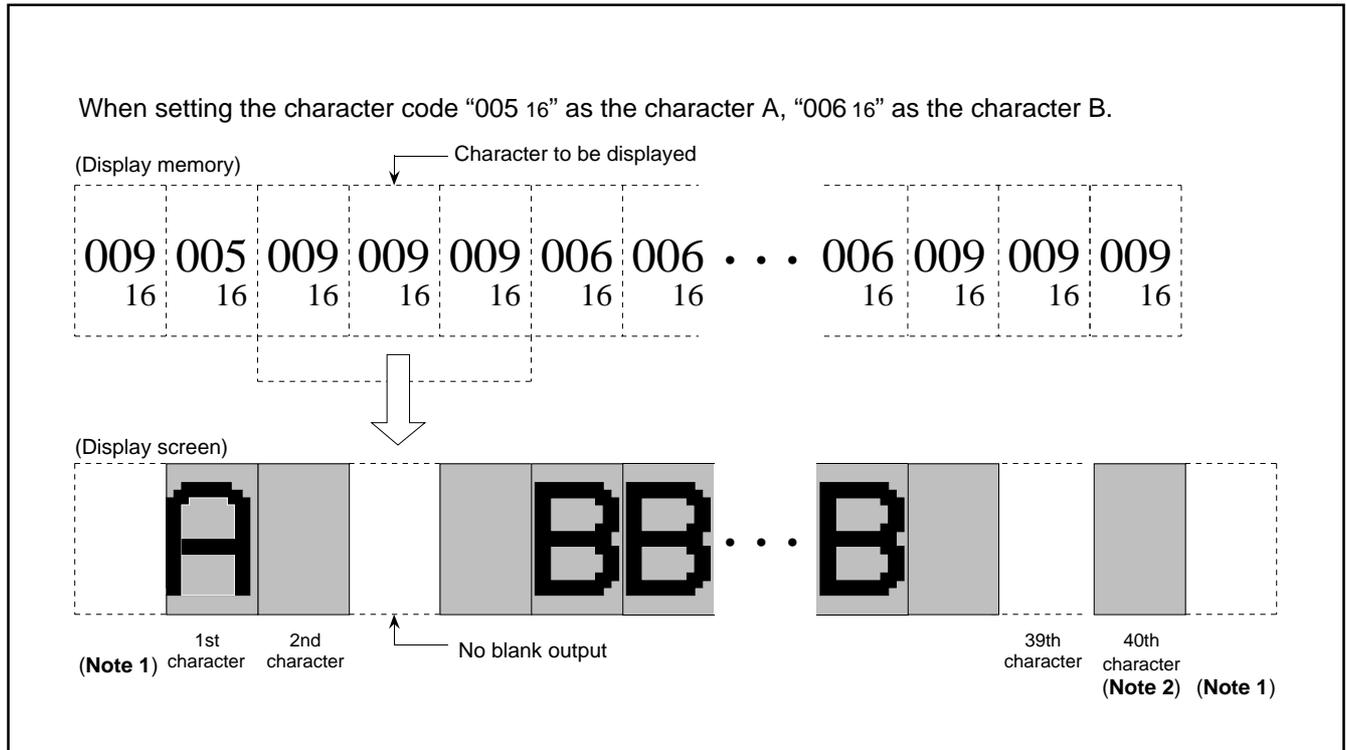 When setting the character code “005 16” as the character A, “006 16” as the character B.
(Display memory)
Character to be displayed
009 005 009 009 009 006 006 • • • 006 009 009 009
16 16 16 16 16 16 16 16 16 16 16
(Display screen)
A B B • • • B
No blank output
1st character
2nd character
39th character
40th character
(Note 1)
(Note 2) (Note 1)